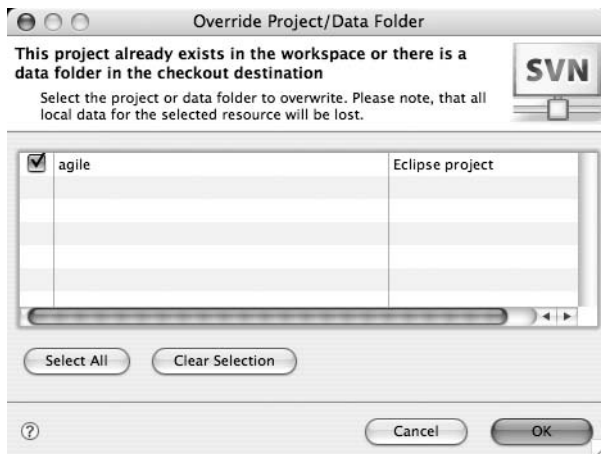 Override Project/Data Folder
This project already exists in the workspace or there is a
data folder in the checkout destination
Select the project or data folder to overwrite. Please note, that all
local data for the selected resource will be lost.
SVN
agile Eclipse project
Select All Clear Selection
? Cancel OK